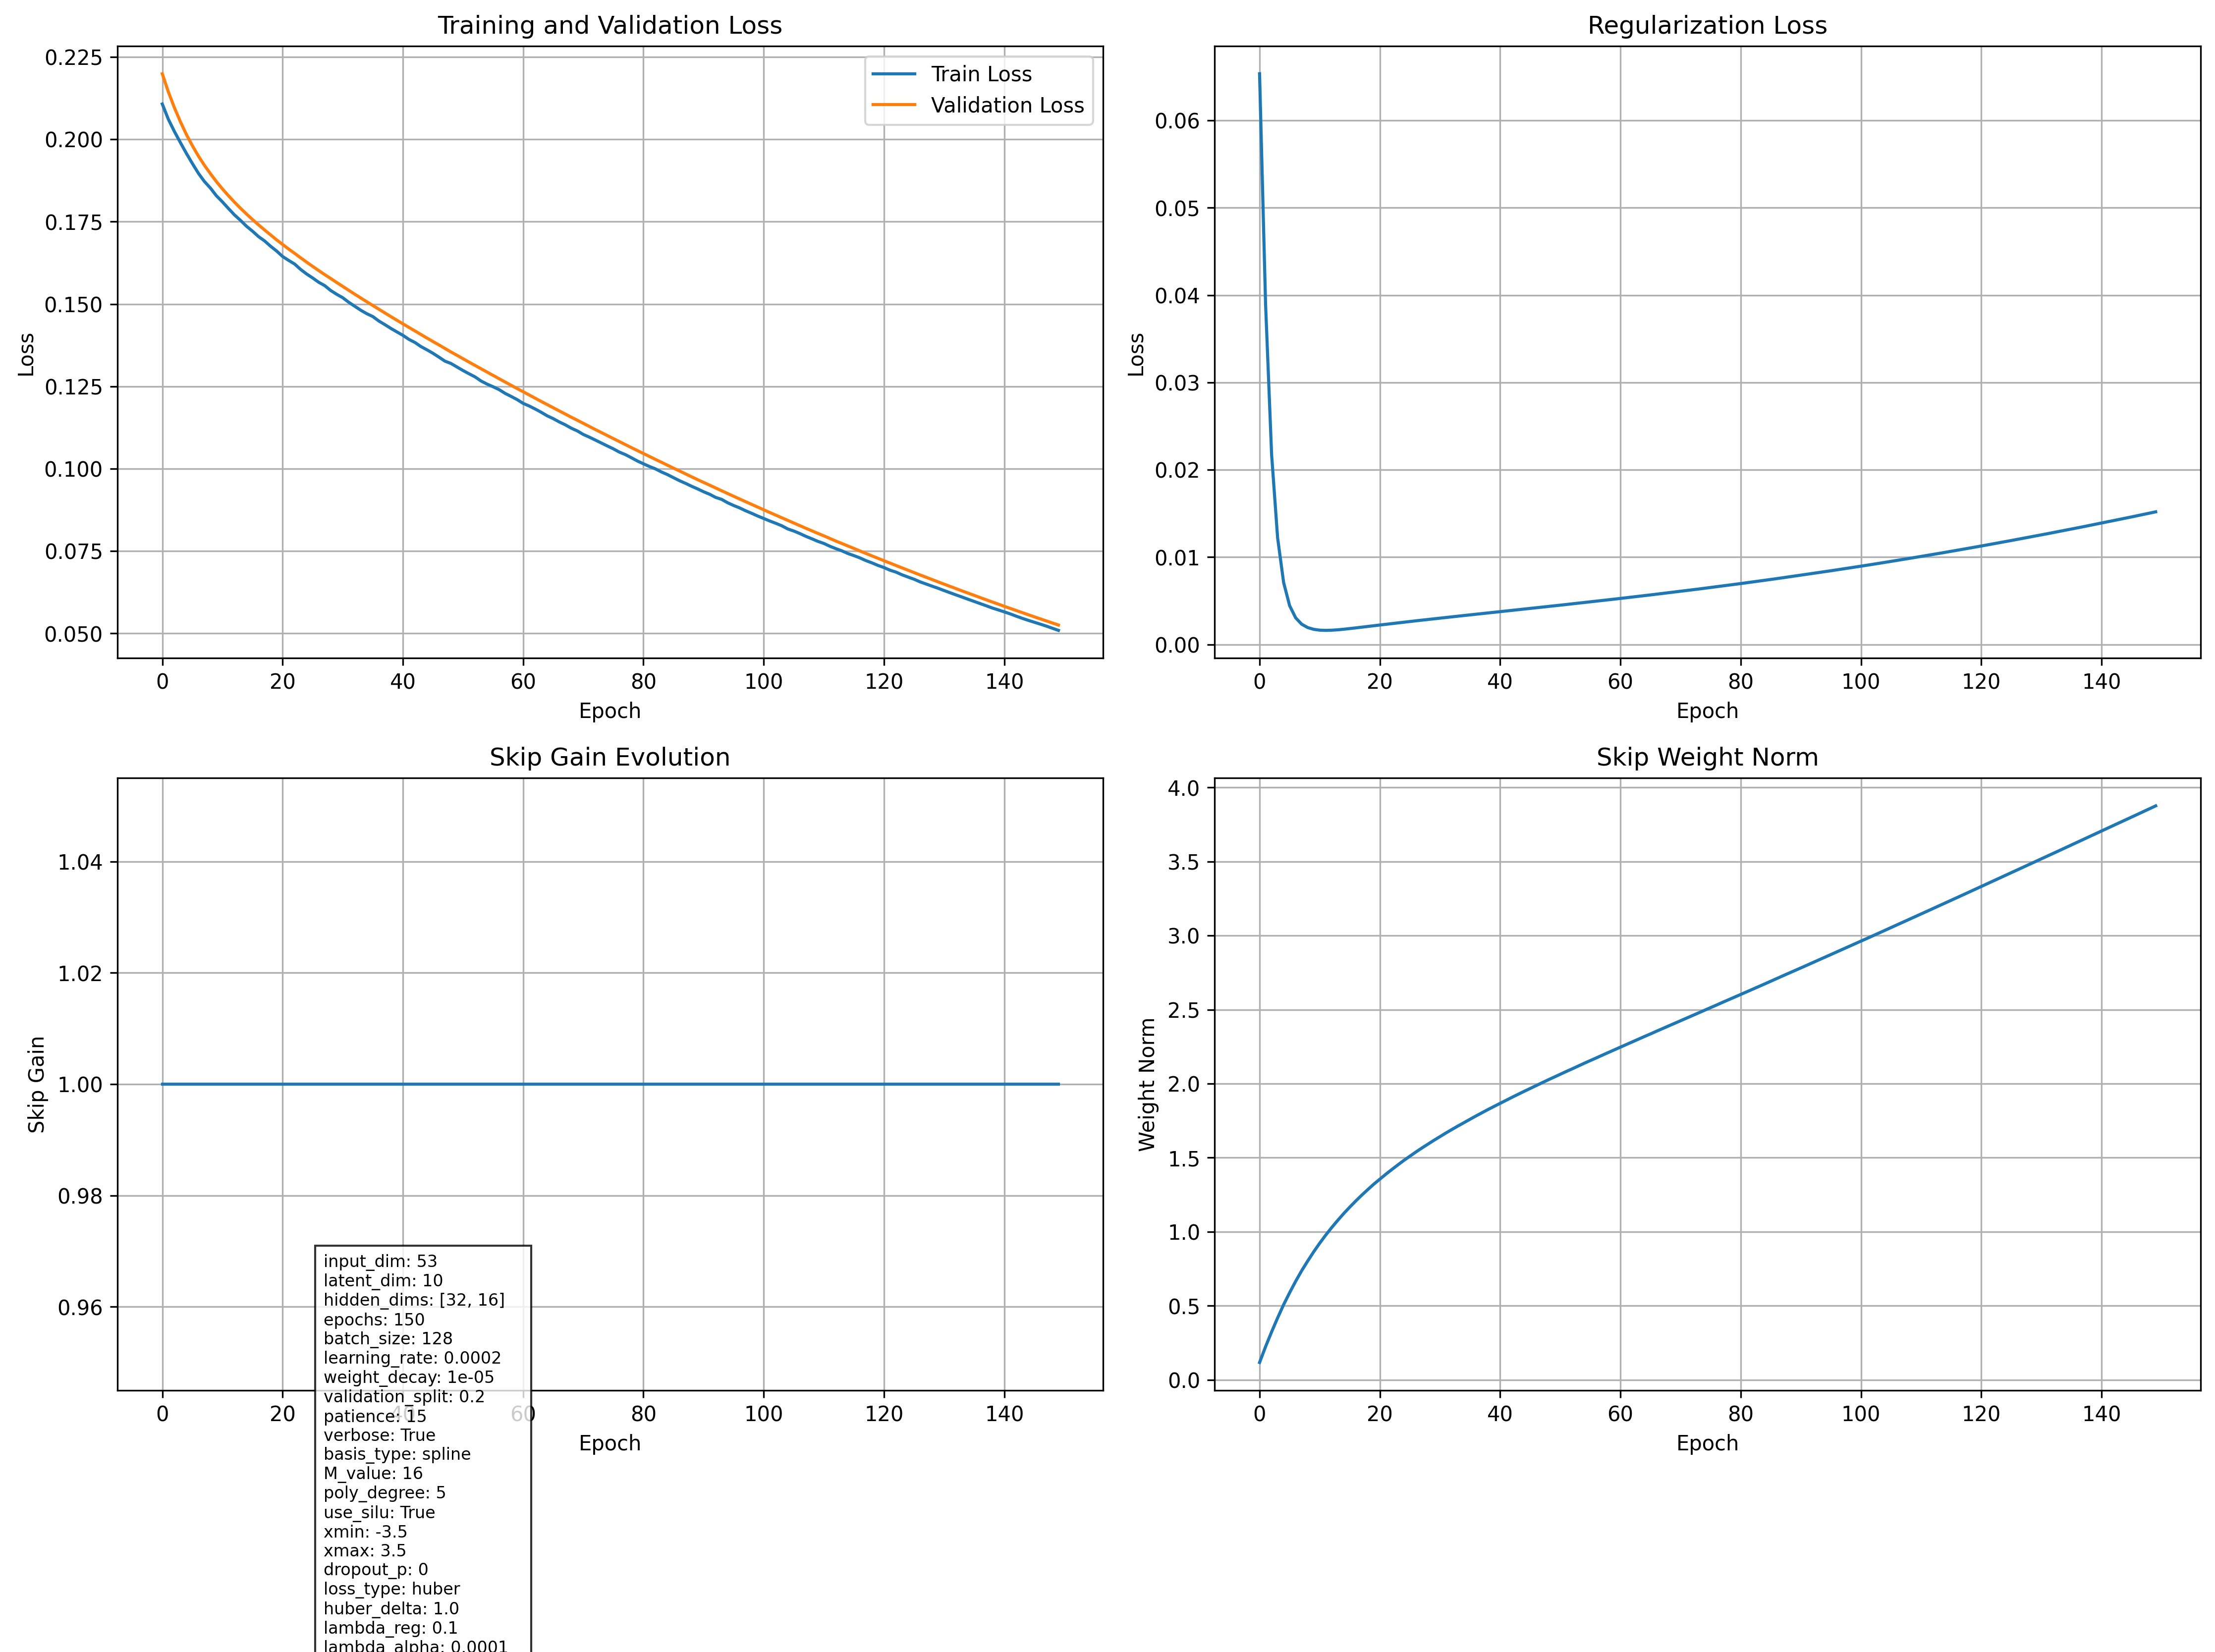 Training and Validation Loss
0.225
0.200
0.175
0.150
0.125
0.100
0.075
0.050
Loss
Train Loss
Validation Loss
0 20 40 60 80 100 120 140
Epoch
Regularization Loss
0.06
0.05
0.04
0.03
0.02
0.01
0.00
Loss
0 20 40 60 80 100 120 140
Epoch
Skip Gain Evolution
1.04
1.02
1.00
0.98
0.96
Skip Gain
0 20 40 60 80 100 120 140
Epoch
input_dim: 53
latent_dim: 10
hidden_dims: [32, 16]
epochs: 150
batch_size: 128
learning_rate: 0.0002
weight_decay: 1e-05
validation_split: 0.2
patience: 15
verbose: True
basis_type: spline
M_value: 16
poly_degree: 5
use_silu: True
xmin: -3.5
xmax: 3.5
dropout_p: 0
loss_type: huber
huber_delta: 1.0
lambda_reg: 0.1
lambda_alpha: 0.0001
Skip Weight Norm
4.0
3.5
3.0
2.5
2.0
1.5
1.0
0.5
0.0
Weight Norm
0 20 40 60 80 100 120 140
Epoch